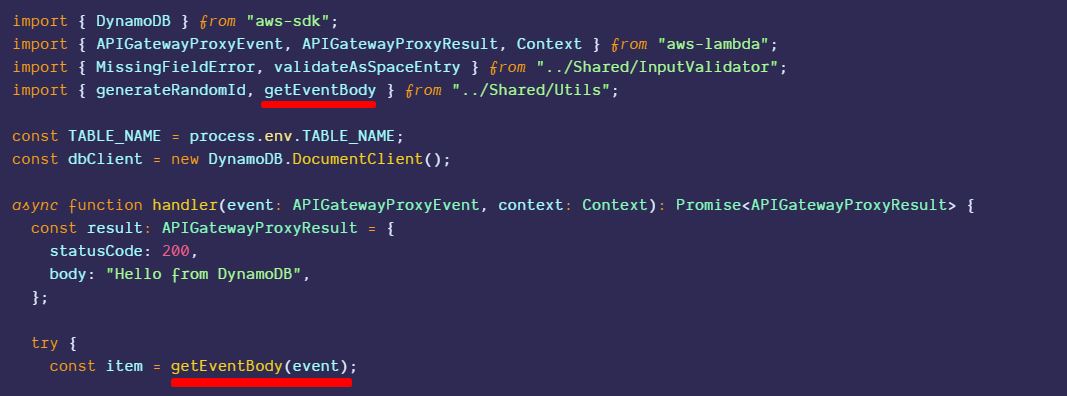 import { DynamoDB } from "aws-sdk";
import { APIGatewayProxyEvent, APIGatewayProxyResult, Context } from "aws-lambda";
import { MissingFieldError, validateAsSpaceEntry } from "../Shared/InputValidator";
import { generateRandomId, getEventBody } from "../Shared/Utils";
const TABLE_NAME = process.env.TABLE_NAME;
const dbClient = new DynamoDB.DocumentClient();
async function handler(event: APIGatewayProxyEvent, context: Context): Promise<APIGatewayProxyResult> {
const result: APIGatewayProxyResult = {
statusCode: 200,
body: "Hello from DynamoDB",
};
try {
const item = getEventBody(event);